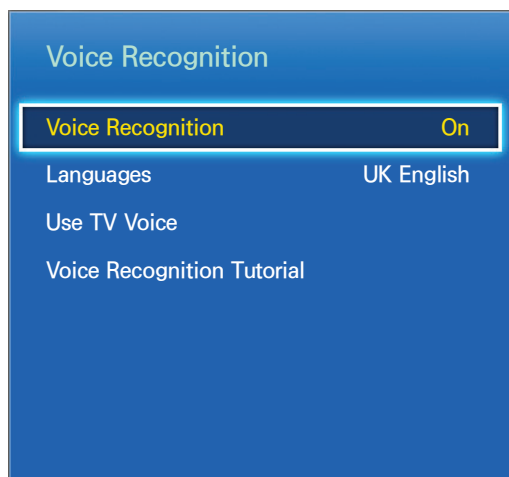 Voice Recognition
Voice Recognition On
Languages UK English
Use TV Voice
Voice Recognition Tutorial